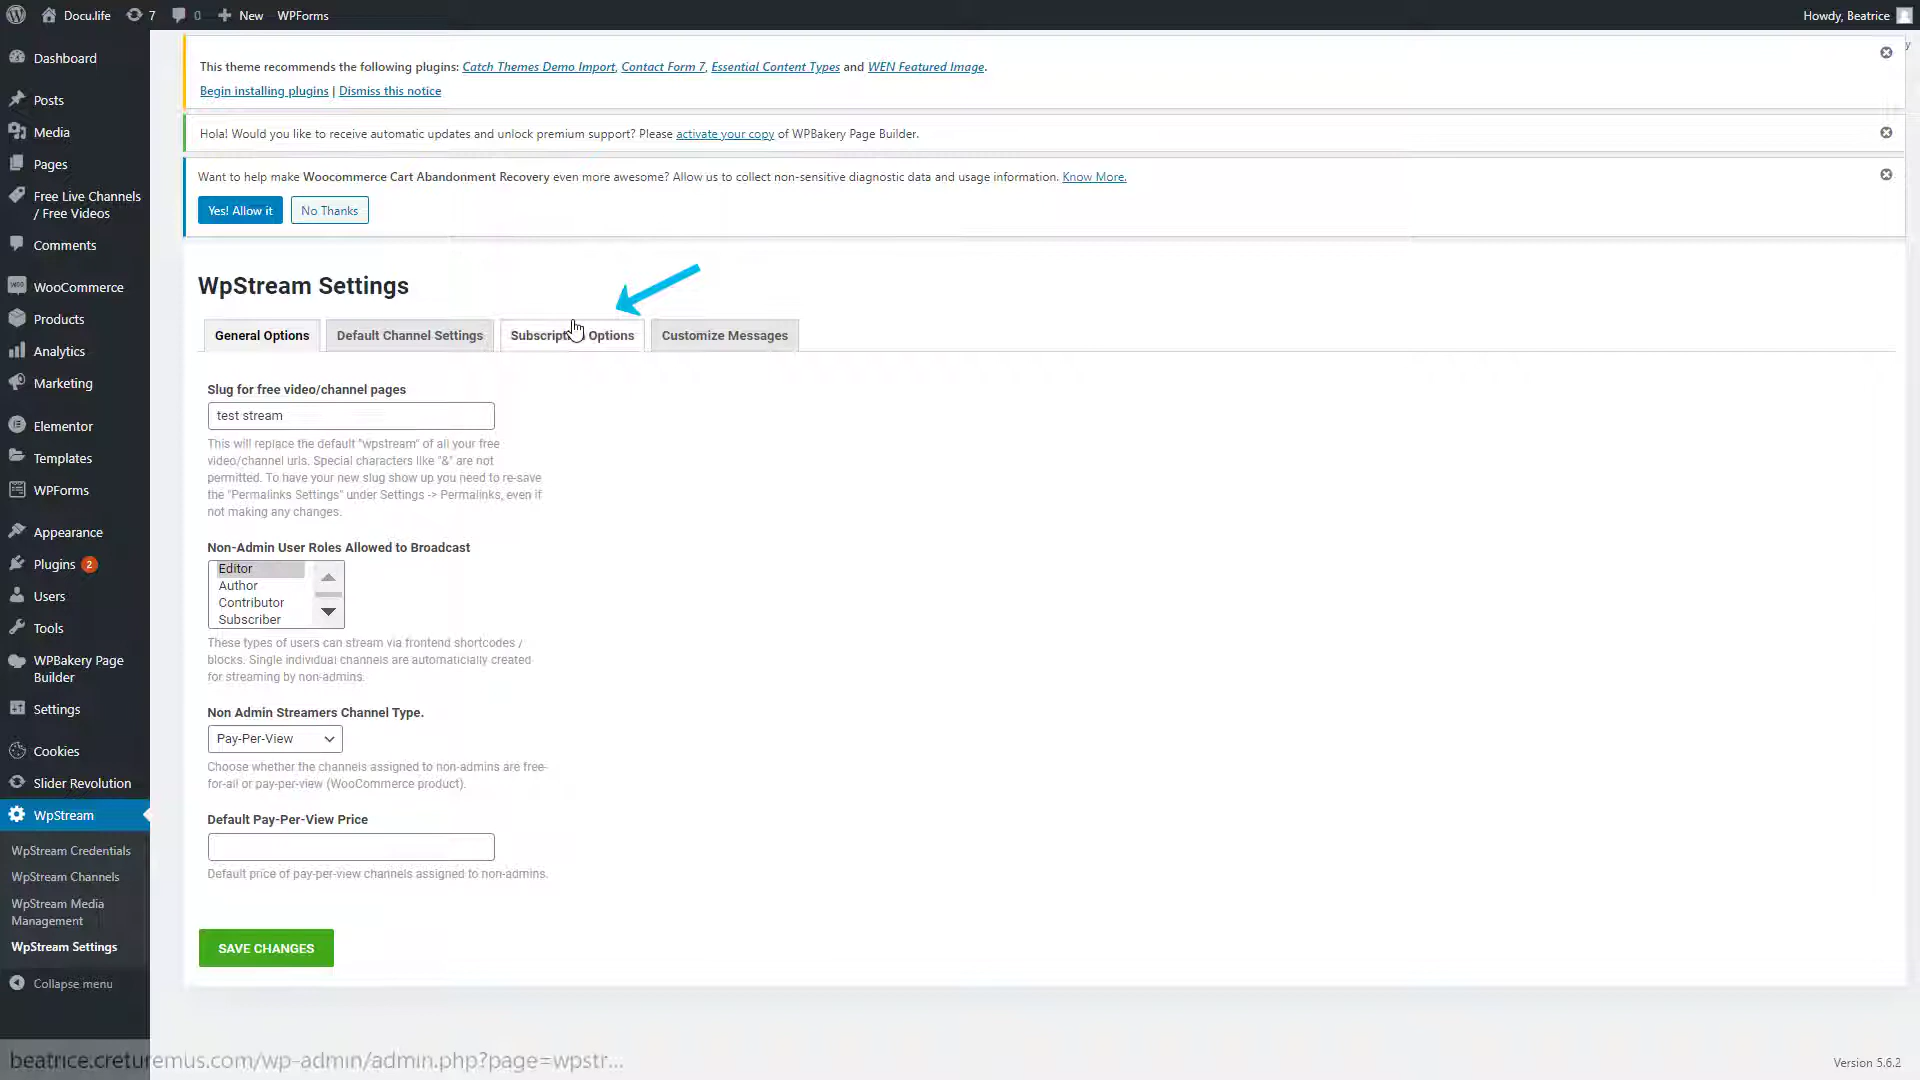 Docu.life 7 0 New WPForms Howdy, Beatrice
Dashboard
Posts
Media
Pages
Free Live Channels
/ Free Videos
Comments
WooCommerce
Products
Analytics
Marketing
Elementor
Templates
WPForms
Appearance
Plugins 2
Users
Tools
WPBakery Page
Builder
Settings
Cookies
Slider Revolution
WpStream
WpStream Credentials
WpStream Channels
WpStream Media
Management
WpStream Settings
Collapse menu
This theme recommends the following plugins: Catch Themes Demo Import, Contact Form 7, Essential Content Types and WEN Featured Image.
Begin installing plugins | Dismiss this notice
Hola! Would you like to receive automatic updates and unlock premium support? Please activate your copy of WPBakery Page Builder.
Want to help make Woocommerce Cart Abandonment Recovery even more awesome? Allow us to collect non-sensitive diagnostic data and usage information. Know More.
Yes! Allow it No Thanks
WpStream Settings
General Options Default Channel Settings Subscription Options Customize Messages
Slug for free video/channel pages
test stream
This will replace the default "wpstream" of all your free
video/channel urls. Special characters like "&" are not
permitted. To have your new slug show up you need to re-save
the "Permalinks Settings" under Settings -> Permalinks, even if
not making any changes.
Non-Admin User Roles Allowed to Broadcast
Editor
Author
Contributor
Subscriber
These types of users can stream via frontend shortcodes /
blocks. Single individual channels are automaticially created
for streaming by non-admins.
Non Admin Streamers Channel Type.
Pay-Per-View
Choose whether the channels assigned to non-admins are free-
for-all or pay-per-view (WooCommerce product).
Default Pay-Per-View Price
Default price of pay-per-view channels assigned to non-admins.
SAVE CHANGES
beatrice.creturemus.com/wp-admin/admin.php?page=wpstr...
Version 5.6.2